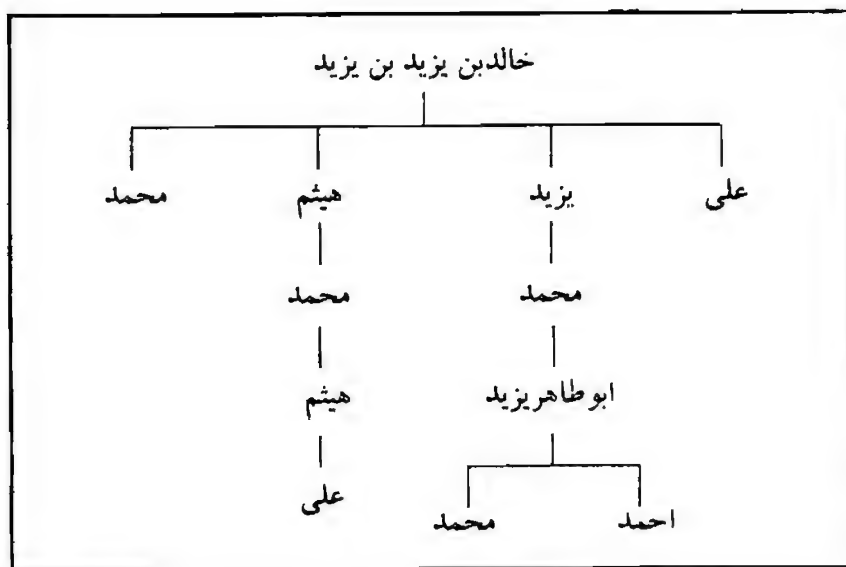 خالدبن یزید بن یزید
علی یزید هیثم محمد
محمد محمد
ابوطاهریزید هیثم
احمد محمد علی